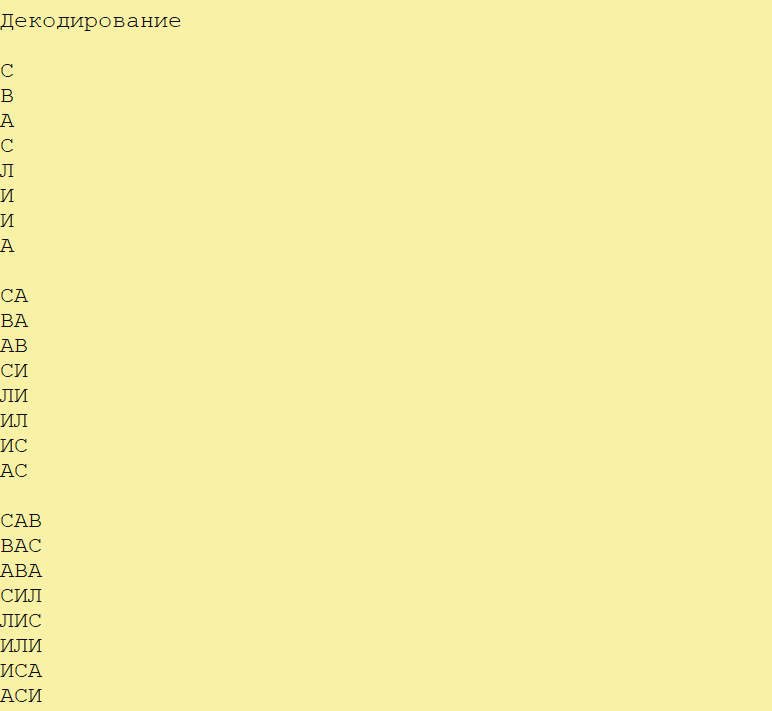 Декодирование
С
В
А
С
Л
И
И
А
СА
ВА
АВ
СИ
ЛИ
ИЛ
ИС
АС
САВ
ВАС
АВА
СИЛ
ЛИС
ИЛИ
ИСА
АСИ